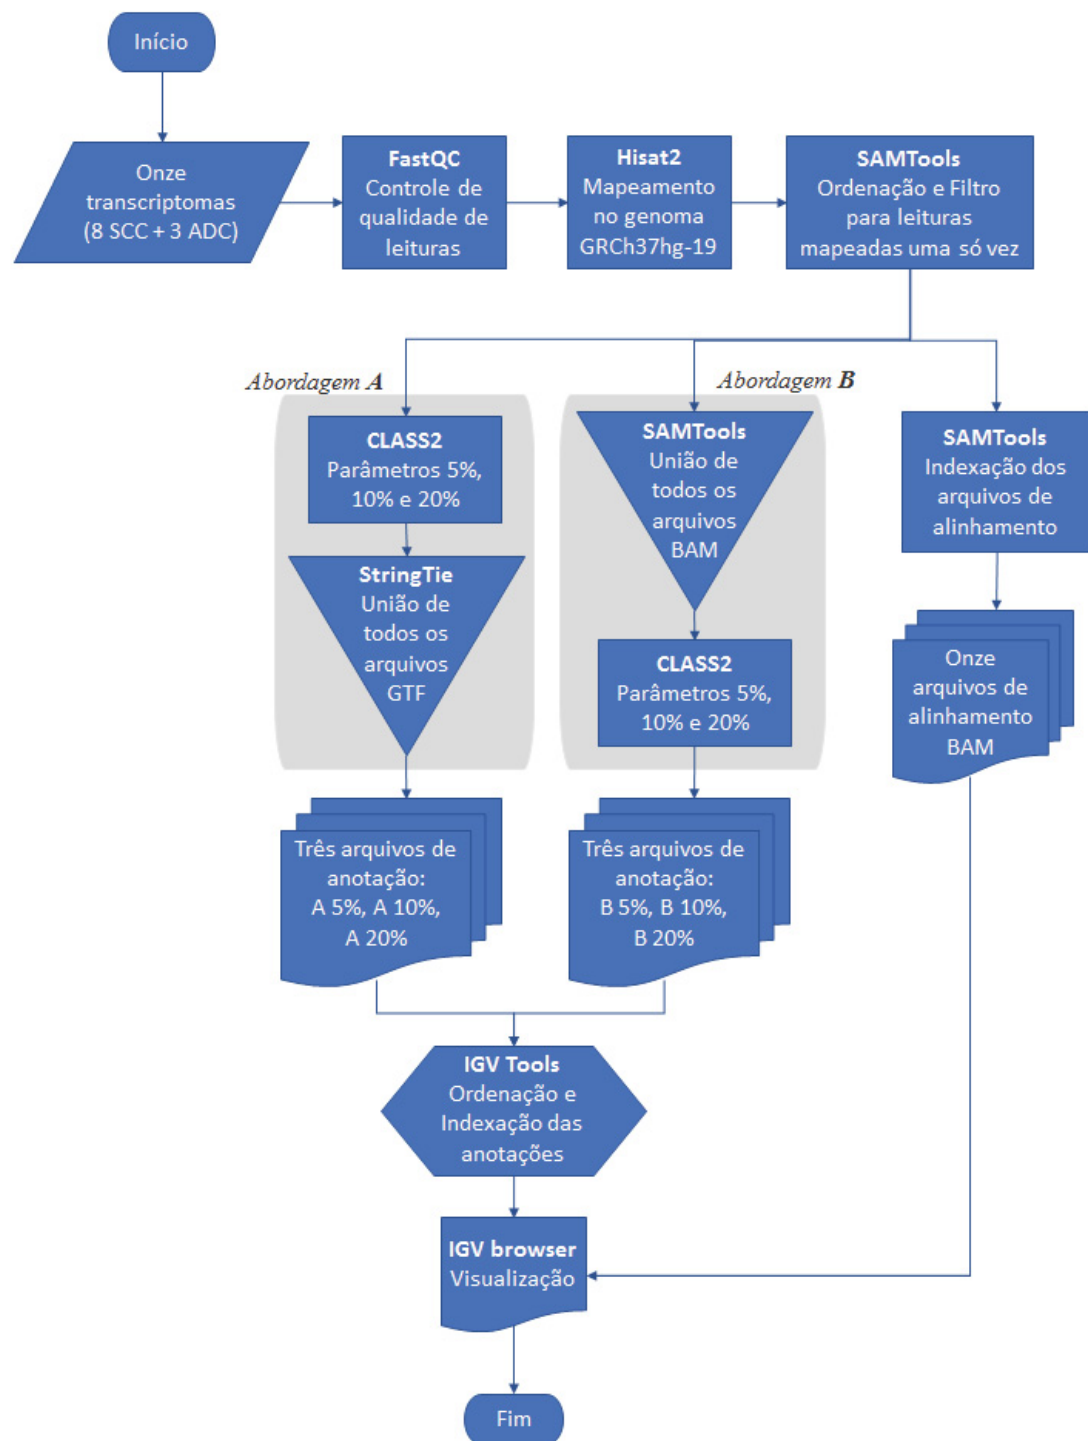 Início
Onze
transcriptomas
(8 SCC + 3 ADC)
FastQC
Controle de
qualidade de
leituras
Hisat2
Mapeamento
no genoma
GRCh37hg-19
SAMTools
Ordenação e Filtro
para leituras
mapeadas uma só vez
Abordagem A
CLASS2
Parâmetros 5%,
10% e 20%
StringTie
União de
todos os
arquivos
GTF
Três arquivos de
anotação:
A 5%, A 10%,
A 20%
Abordagem B
SAMTools
União de
todos os
arquivos
BAM
CLASS2
Parâmetros 5%,
10% e 20%
Três arquivos de
anotação:
B 5%, B 10%,
B 20%
SAMTools
Indexação dos
arquivos de
alinhamento
Onze
arquivos de
alinhamento
BAM
IGV Tools
Ordenação e
Indexação das
anotações
IGV browser
Visualização
Fim